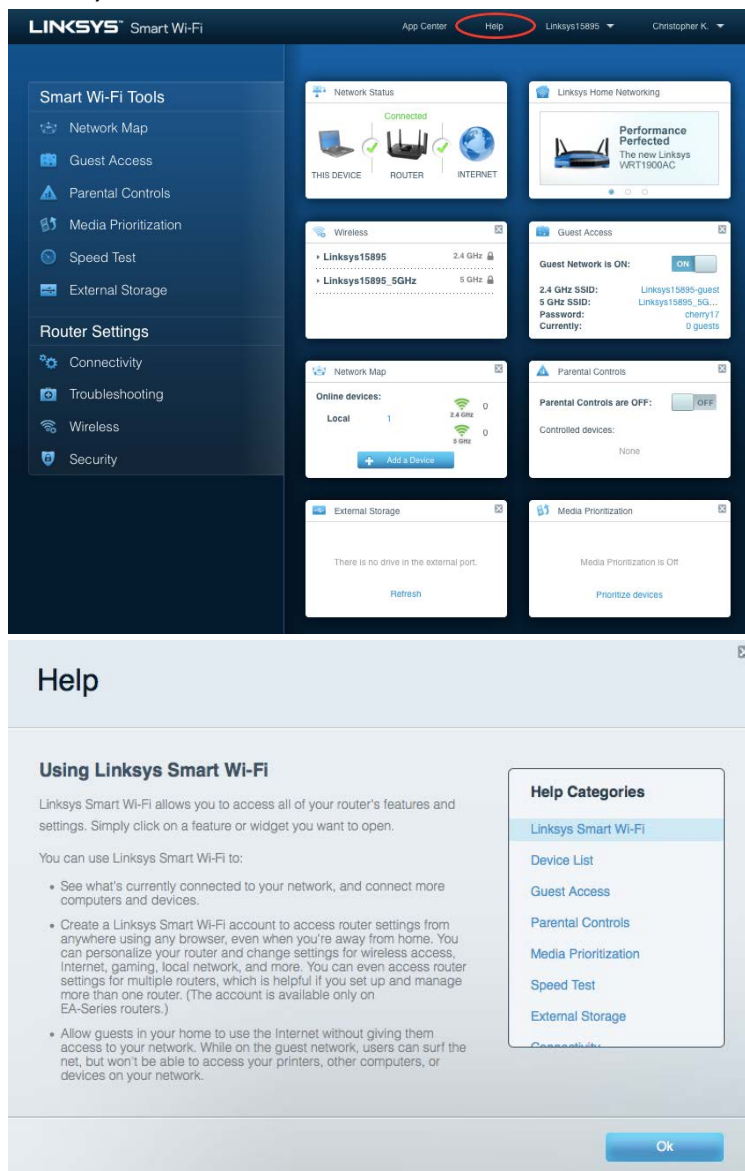 LINKSYS™ Smart Wi-Fi
App Center
Help
Linksys15895
Christopher K.
Smart Wi-Fi Tools
Network Map
Guest Access
Parental Controls
Media Prioritization
Speed Test
External Storage
Router Settings
Connectivity
Troubleshooting
Wireless
Security
Network Status
Connected
THIS DEVICE
ROUTER
INTERNET
Linksys Home Networking
Performance
Perfected
The new Linksys
WRT1900AC
Wireless
Linksys15895 2.4 GHz
Linksys15895_5GHz 5 GHz
Guest Access
Guest Network is ON: ON
2.4 GHz SSID: Linksys15895-guest
5 GHz SSID: Linksys15895_5G...
Password: cherry17
Currently: 0 guests
Network Map
Online devices:
Local 1
0
2.4 GHz
0
5 GHz
Add a Device
Parental Controls
Parental Controls are OFF: OFF
Controlled devices:
None
External Storage
There is no drive in the external port.
Refresh
Media Prioritization
Media Prioritization is Off
Prioritize devices
Help
Using Linksys Smart Wi-Fi
Linksys Smart Wi-Fi allows you to access all of your router's features and
settings. Simply click on a feature or widget you want to open.
You can use Linksys Smart Wi-Fi to:
• See what's currently connected to your network, and connect more
computers and devices.
• Create a Linksys Smart Wi-Fi account to access router settings from
anywhere using any browser, even when you're away from home. You
can personalize your router and change settings for wireless access,
Internet, gaming, local network, and more. You can even access router
settings for multiple routers, which is helpful if you set up and manage
more than one router. (The account is available only on
EA-Series routers.)
• Allow guests in your home to use the Internet without giving them
access to your network. While on the guest network, users can surf the
net, but won't be able to access your printers, other computers, or
devices on your network.
Help Categories
Linksys Smart Wi-Fi
Device List
Guest Access
Parental Controls
Media Prioritization
Speed Test
External Storage
Connectivity
Ok